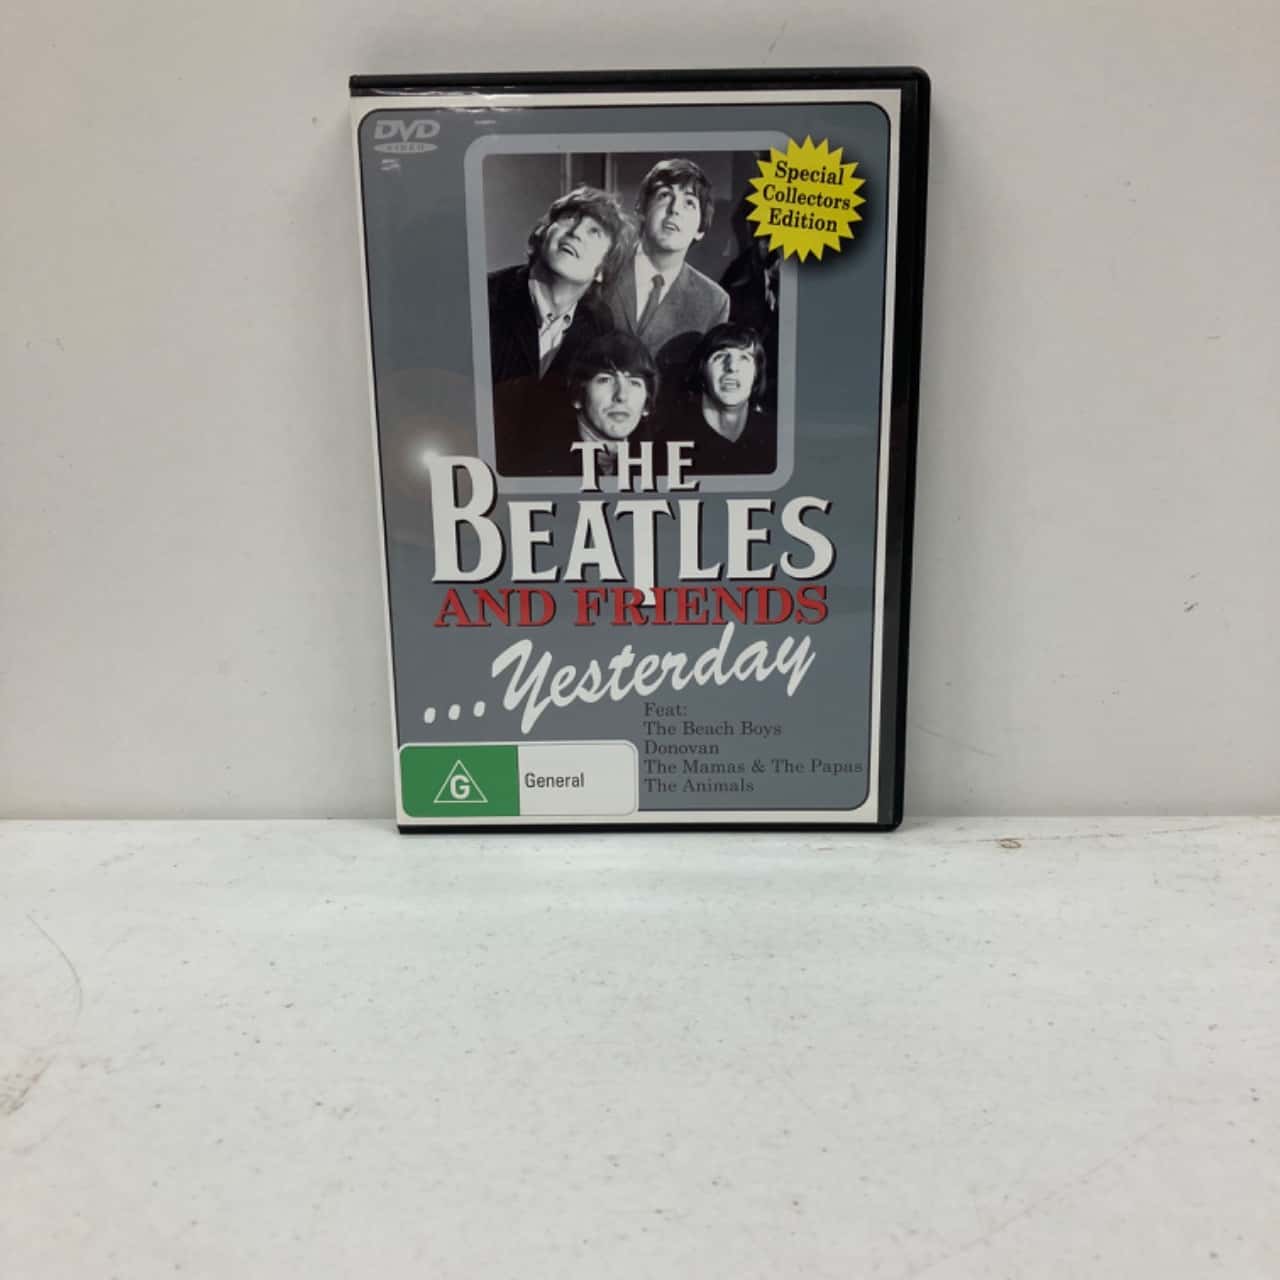 DVD
VIDEO
Special
Collectors
Edition
THE
BEATLES
AND FRIENDS
...Yesterday
Feat:
The Beach Boys
Donovan
The Mamas & The Papas
The Animals
G
General